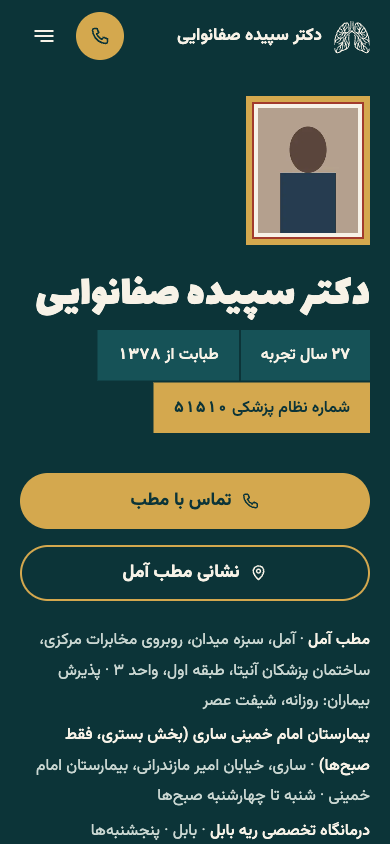 دکتر سپیده صفانوایی
دکتر سپیده صفانوایی
۲۷ سال تجربه
طبابت از ۱۳۷۸
شماره نظام پزشکی ۵۱۵۱۰
تماس با مطب
نشانی مطب آمل
مطب آمل · آمل، سبزه میدان، روبروی مخابرات مرکزی،
ساختمان پزشکان آنیتا، طبقه اول، واحد ۳ · پذیرش
بیماران: روزانه، شیفت عصر
بیمارستان امام خمینی ساری (بخش بستری، فقط
صبح‌ها) · ساری، خیابان امیر مازندرانی، بیمارستان امام
خمینی · شنبه تا چهارشنبه صبح‌ها
درمانگاه تخصصی ریه بابل · بابل · پنجشنبه‌ها